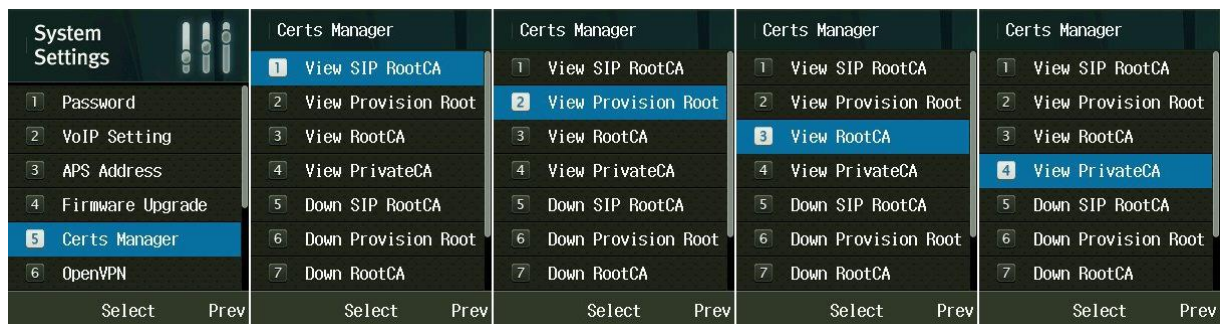 System
Settings
1 Password
2 VoIP Setting
3 APS Address
4 Firmware Upgrade
5 Certs Manager
6 OpenVPN
Select Prev
Certs Manager
1 View SIP RootCA
2 View Provision Root
3 View RootCA
4 View PrivateCA
5 Down SIP RootCA
6 Down Provision Root
7 Down RootCA
Select Prev
Certs Manager
1 View SIP RootCA
2 View Provision Root
3 View RootCA
4 View PrivateCA
5 Down SIP RootCA
6 Down Provision Root
7 Down RootCA
Select Prev
Certs Manager
1 View SIP RootCA
2 View Provision Root
3 View RootCA
4 View PrivateCA
5 Down SIP RootCA
6 Down Provision Root
7 Down RootCA
Select Prev
Certs Manager
1 View SIP RootCA
2 View Provision Root
3 View RootCA
4 View PrivateCA
5 Down SIP RootCA
6 Down Provision Root
7 Down RootCA
Select Prev